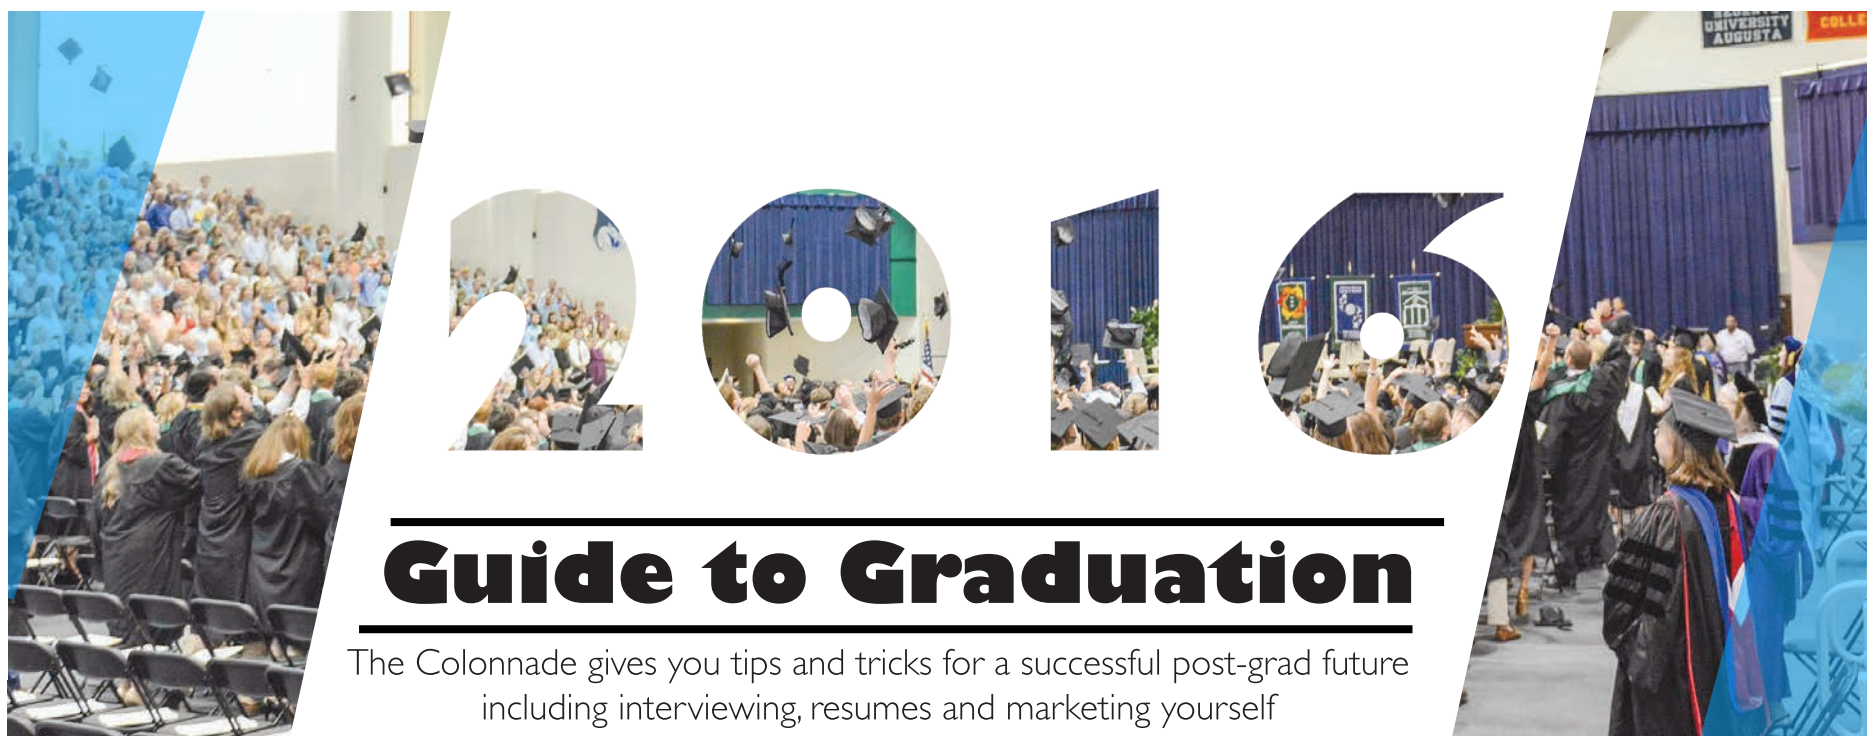 2016
Guide to Graduation
The Colonnade gives you tips and tricks for a successful post-grad future
including interviewing, resumes and marketing yourself
UNIVERSITY
AUGUSTA